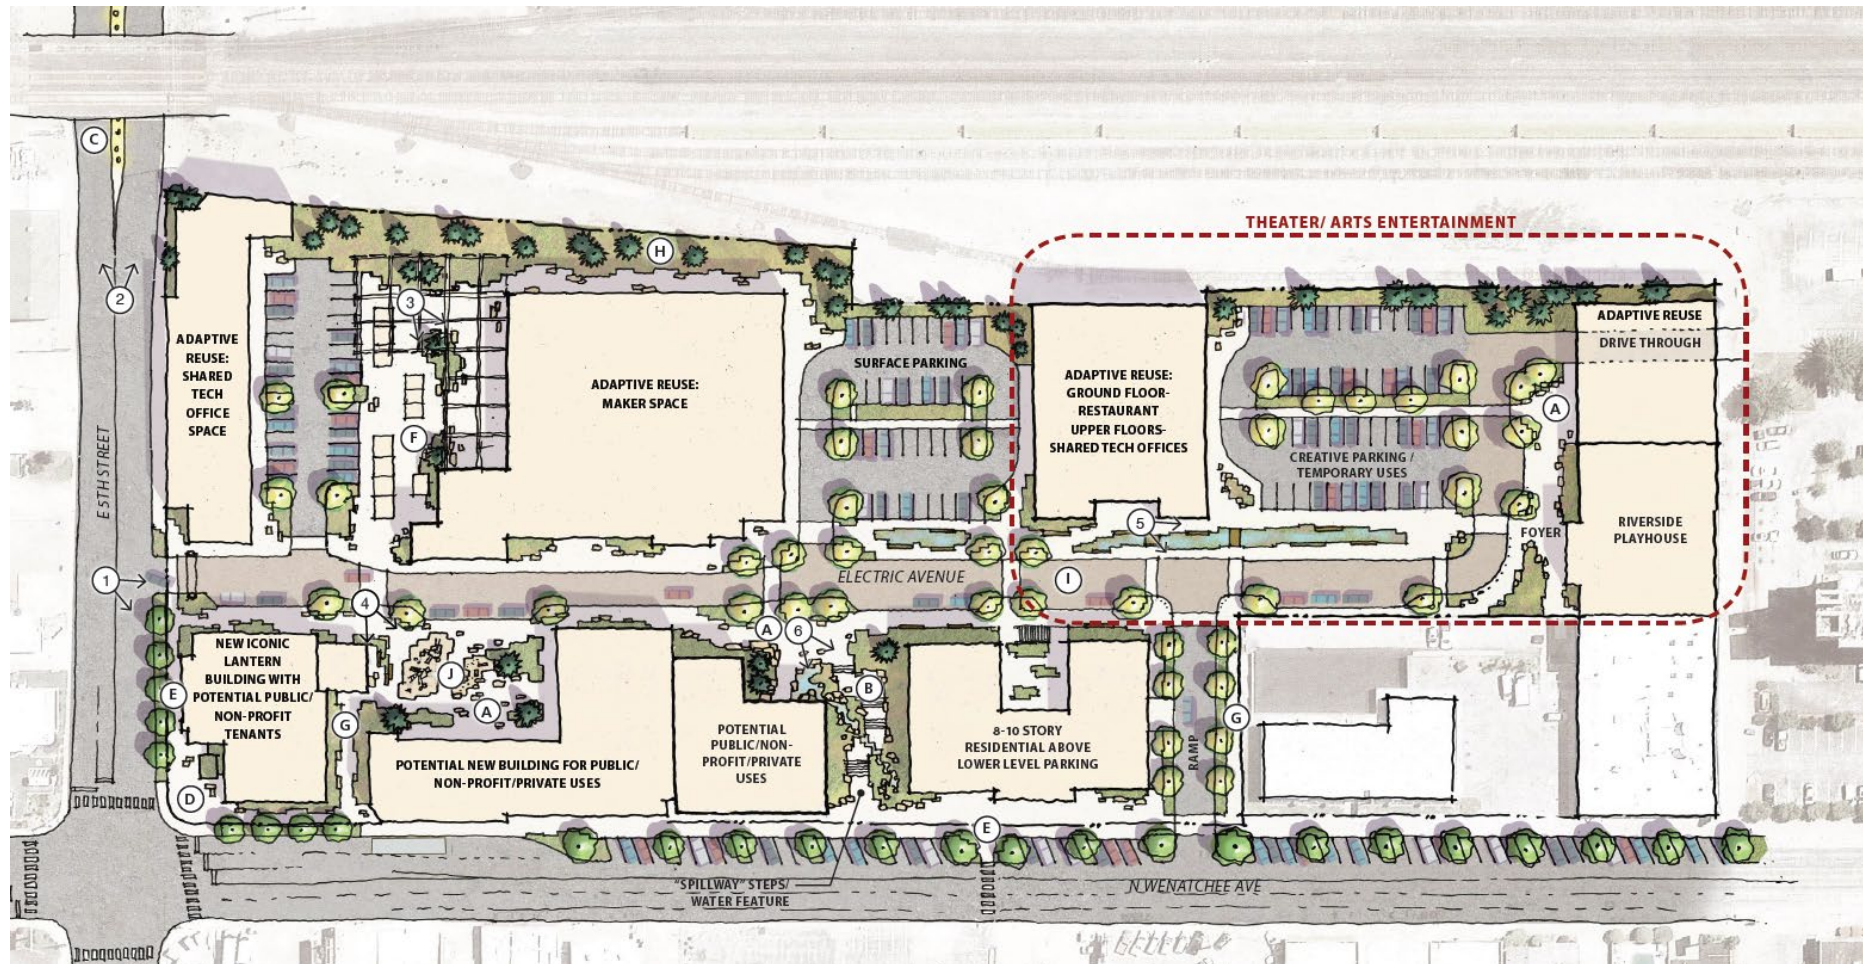 C
THEATER/ ARTS ENTERTAINMENT
H
2
3
ADAPTIVE
REUSE:
SHARED
TECH
OFFICE
SPACE
ADAPTIVE REUSE:
MAKER SPACE
SURFACE PARKING
ADAPTIVE REUSE:
GROUND FLOOR-
RESTAURANT
UPPER FLOORS-
SHARED TECH OFFICES
ADAPTIVE REUSE
DRIVE THROUGH
A
F
CREATIVE PARKING /
TEMPORARY USES
E 5TH STREET
5
FOYER
RIVERSIDE
PLAYHOUSE
1
ELECTRIC AVENUE
I
4
A
6
NEW ICONIC
LANTERN
BUILDING WITH
POTENTIAL PUBLIC/
NON-PROFIT
TENANTS
E
J
A
G
B
POTENTIAL
PUBLIC/NON-
PROFIT/PRIVATE
USES
8-10 STORY
RESIDENTIAL ABOVE
LOWER LEVEL PARKING
RAMP
G
POTENTIAL NEW BUILDING FOR PUBLIC/
NON-PROFIT/PRIVATE USES
D
E
"SPILLWAY" STEPS/
WATER FEATURE
N WENATCHEE AVE